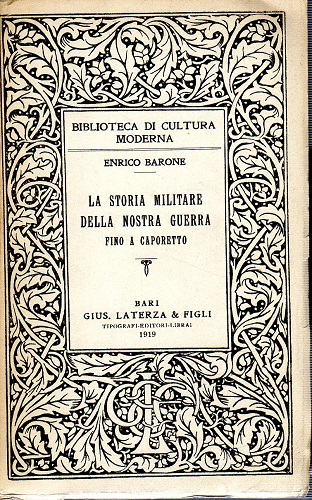 BIBLIOTECA DI CULTURA
MODERNA
ENRICO BARONE
LA STORIA MILITARE
DELLA NOSTRA GUERRA
FINO A CAPORETTO
BARI
GIUS. LATERZA & FIGLI
TIPOGRAFI-EDITORI-LIBRAI
1919